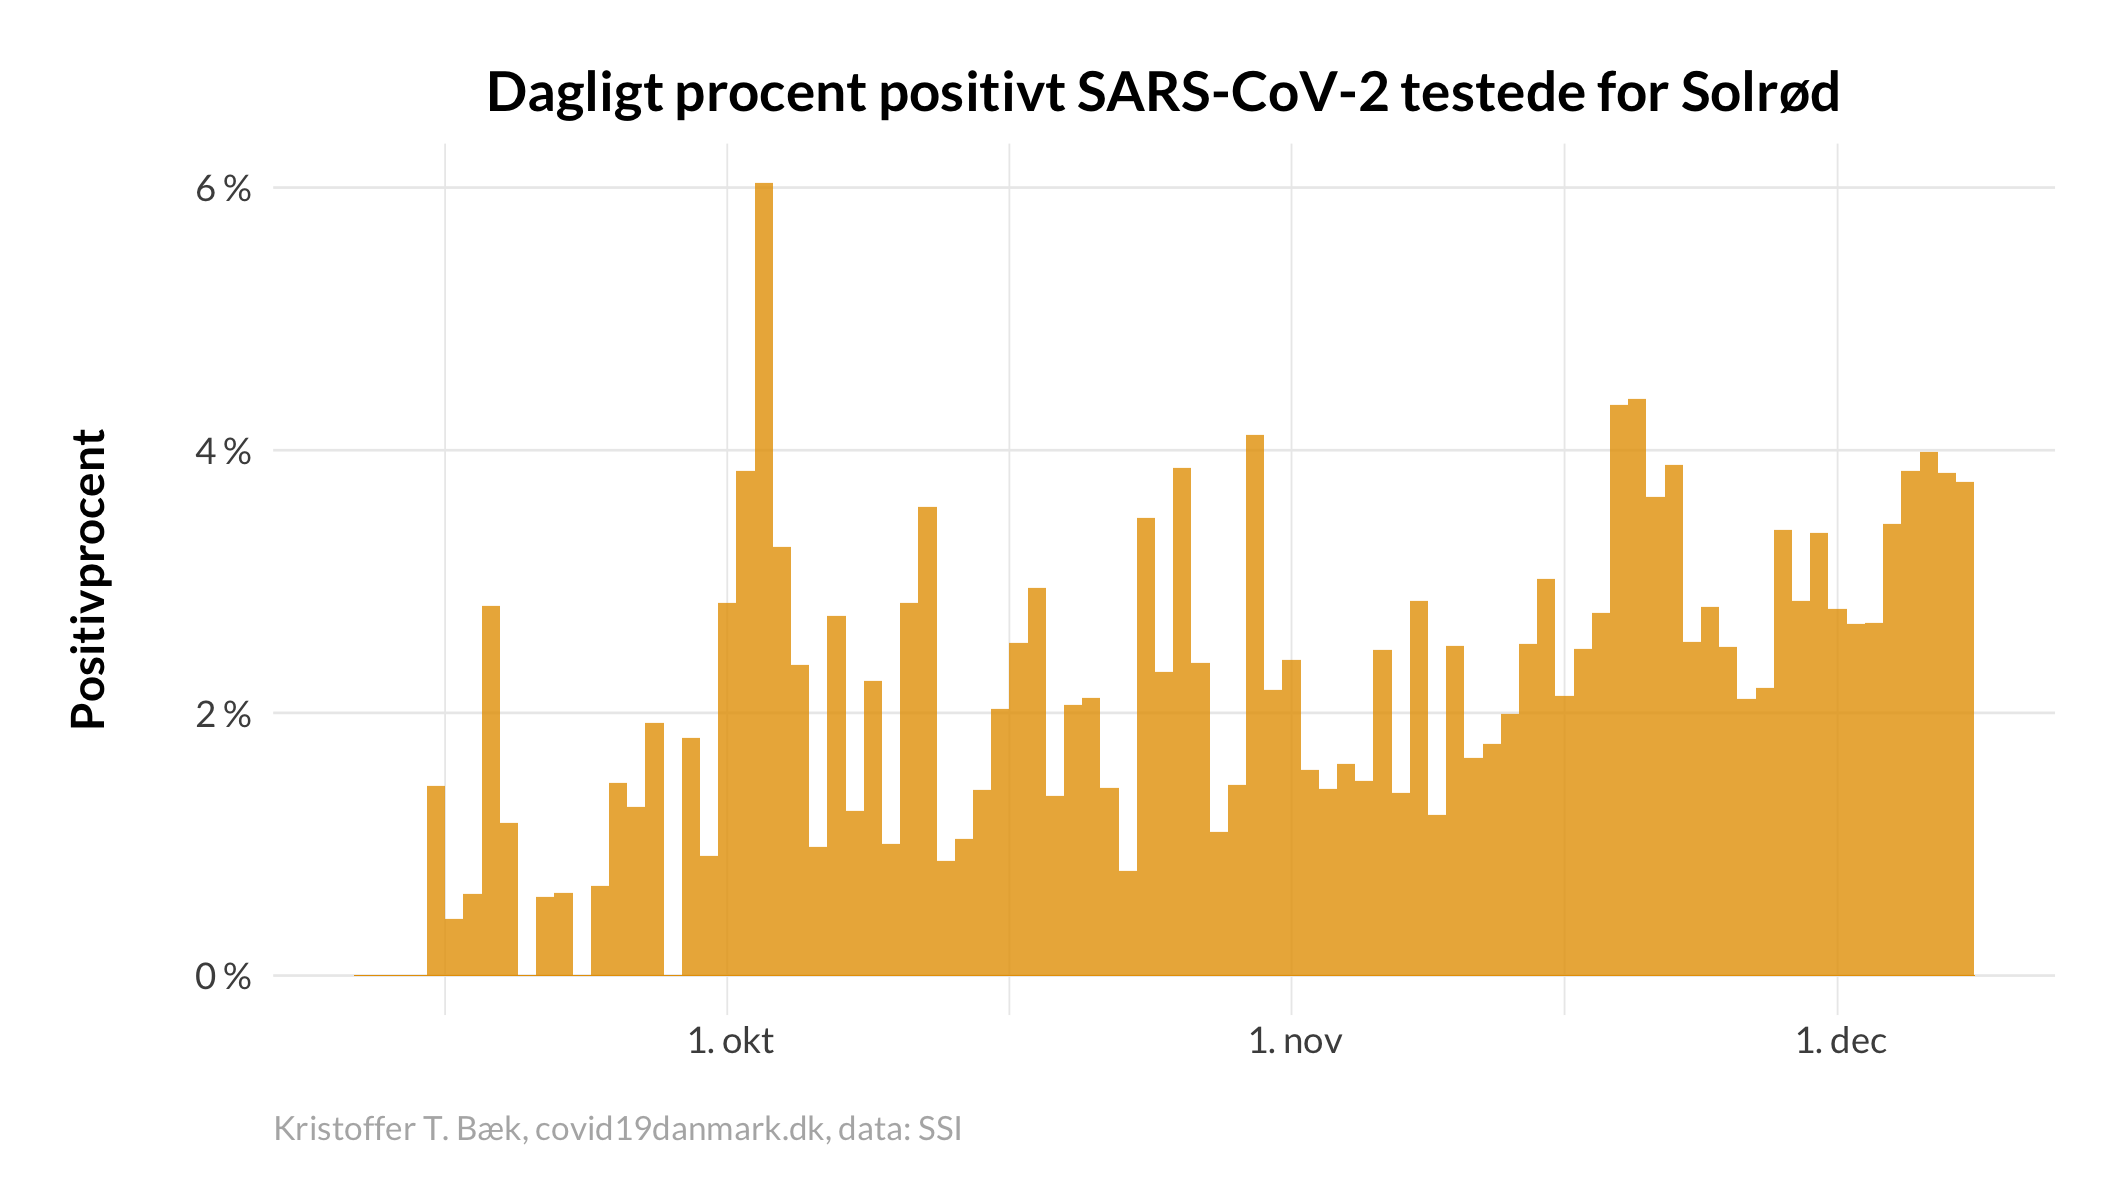 Dagligt procent positivt SARS-CoV-2 testede for Solrød
Positivprocent
6 %
4 %
2 %
0 %
1. okt
1. nov
1. dec
Kristoffer T. Bæk, covid19danmark.dk, data: SSI